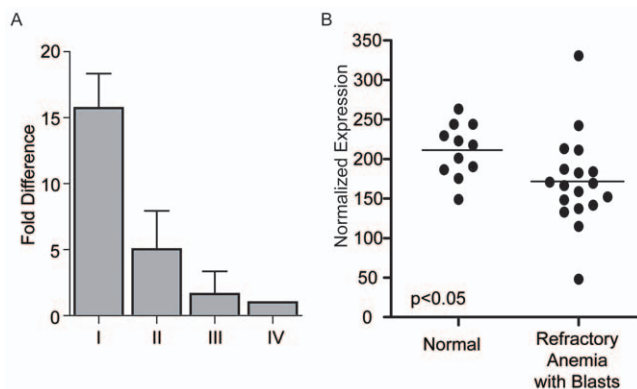 A
Fold Difference
20
15
10
5
0
I II III IV
B
Normalized Expression
350
300
250
200
150
100
50
0
p<0.05
Normal
Refractory
Anemia
with Blasts